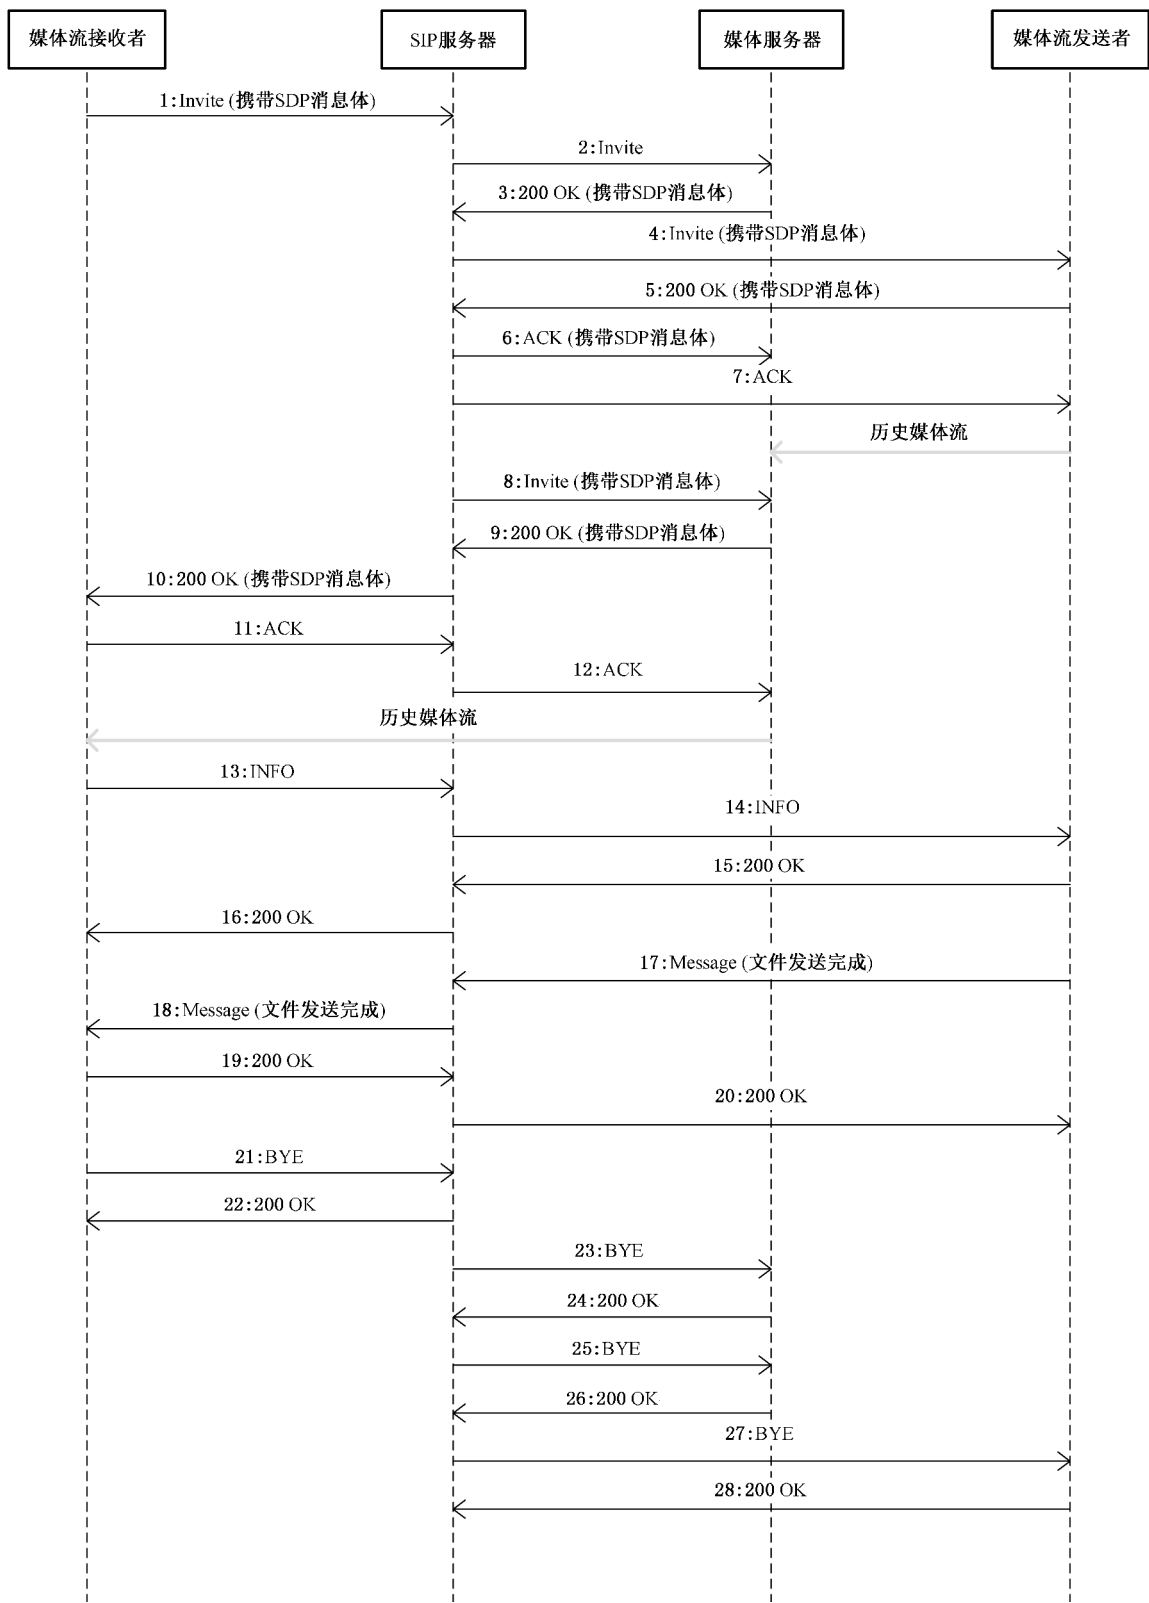 媒体流接收者
SIP服务器
媒体服务器
媒体流发送者
1:Invite (携带SDP消息体)
2:Invite
3:200 OK (携带SDP消息体)
4:Invite (携带SDP消息体)
5:200 OK (携带SDP消息体)
6:ACK (携带SDP消息体)
7:ACK
历史媒体流
8:Invite (携带SDP消息体)
9:200 OK (携带SDP消息体)
10:200 OK (携带SDP消息体)
11:ACK
12:ACK
历史媒体流
13:INFO
14:INFO
15:200 OK
16:200 OK
17:Message (文件发送完成)
18:Message (文件发送完成)
19:200 OK
20:200 OK
21:BYE
22:200 OK
23:BYE
24:200 OK
25:BYE
26:200 OK
27:BYE
28:200 OK